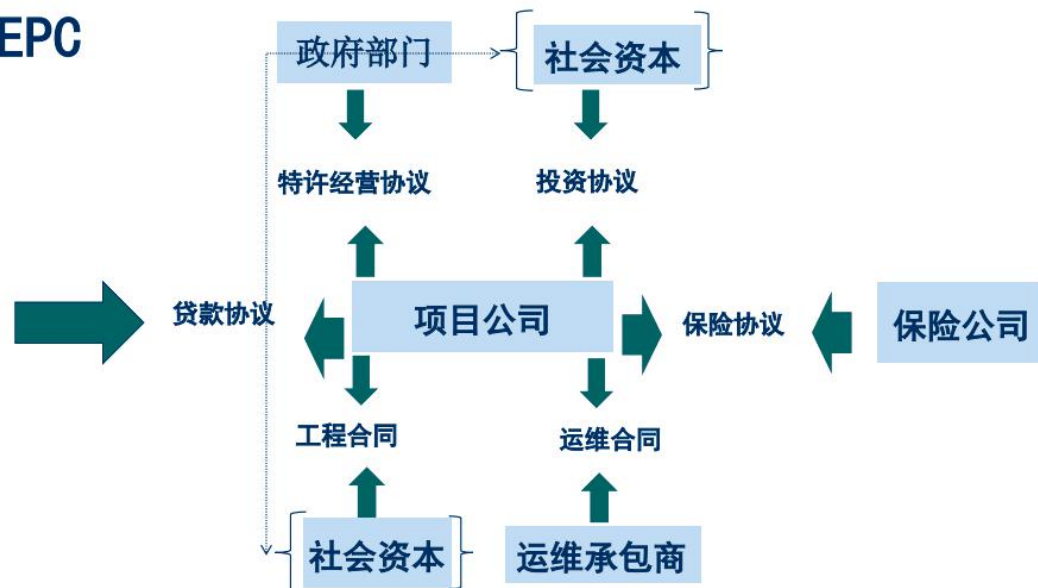 EPC
政府部门
社会资本
特许经营协议
投资协议
贷款协议
项目公司
保险协议
保险公司
工程合同
运维合同
社会资本
运维承包商